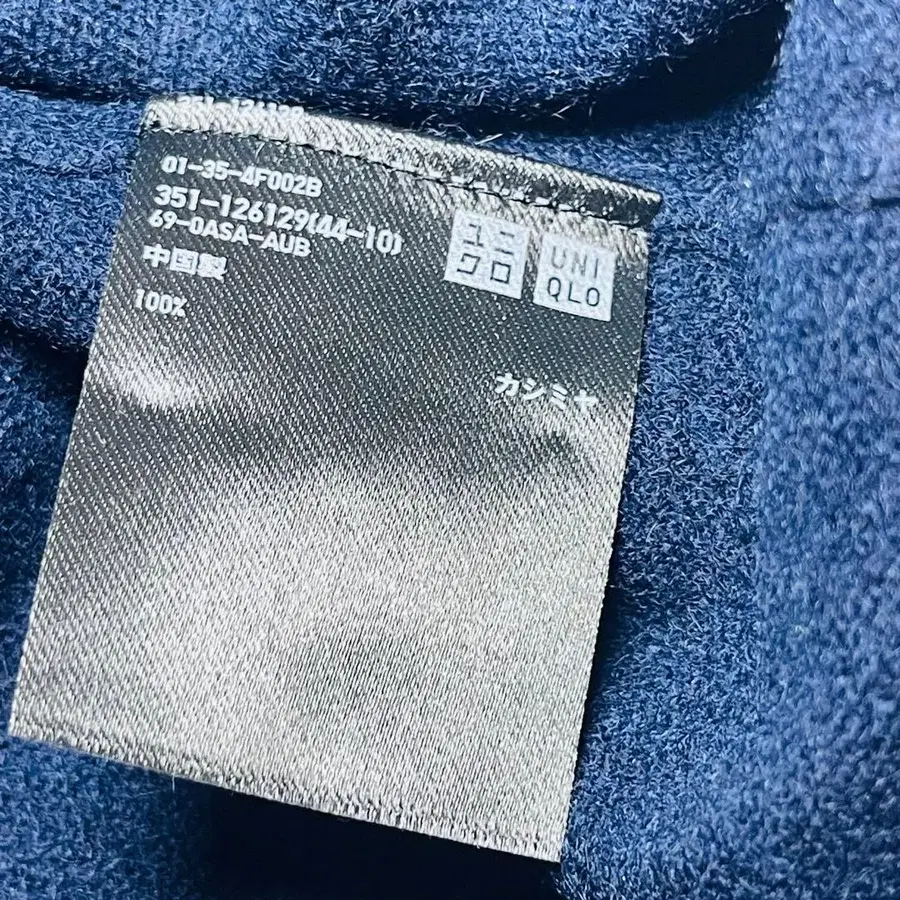 01-35-4F002B
351-126129(44-10)
69-0ASA-AUB
中国製
ユニ
クロ
UNI
QLO
100%
カシミヤ